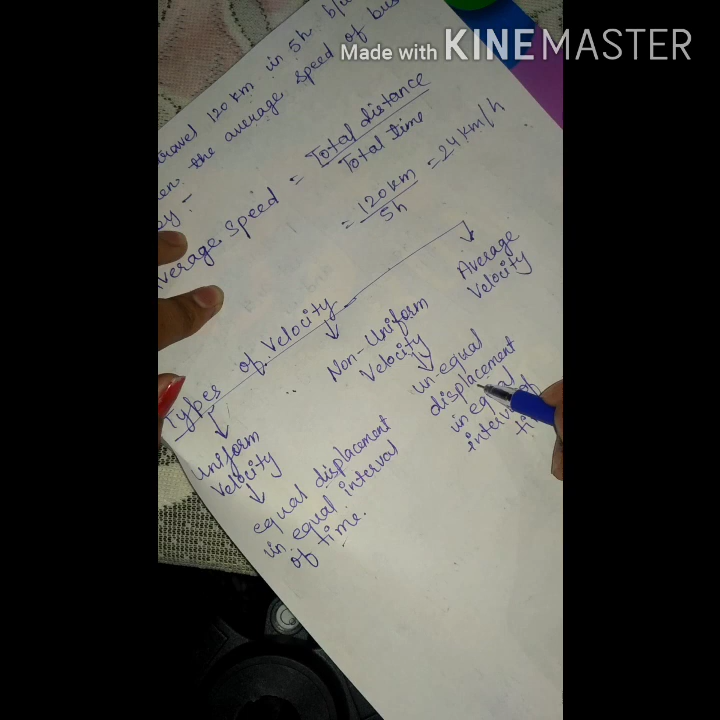 Made with KINEMASTER
travel 120 km in 5h
the average speed of bus
Average speed = Total distance
Total time
= 120 km = 24 km/h
5h
Types of Velocity
Uniform
Velocity
equal displacement
in equal interval
of time.
Non-Uniform
Velocity
un-equal
displacement
in equal
interval of
Average
Velocity